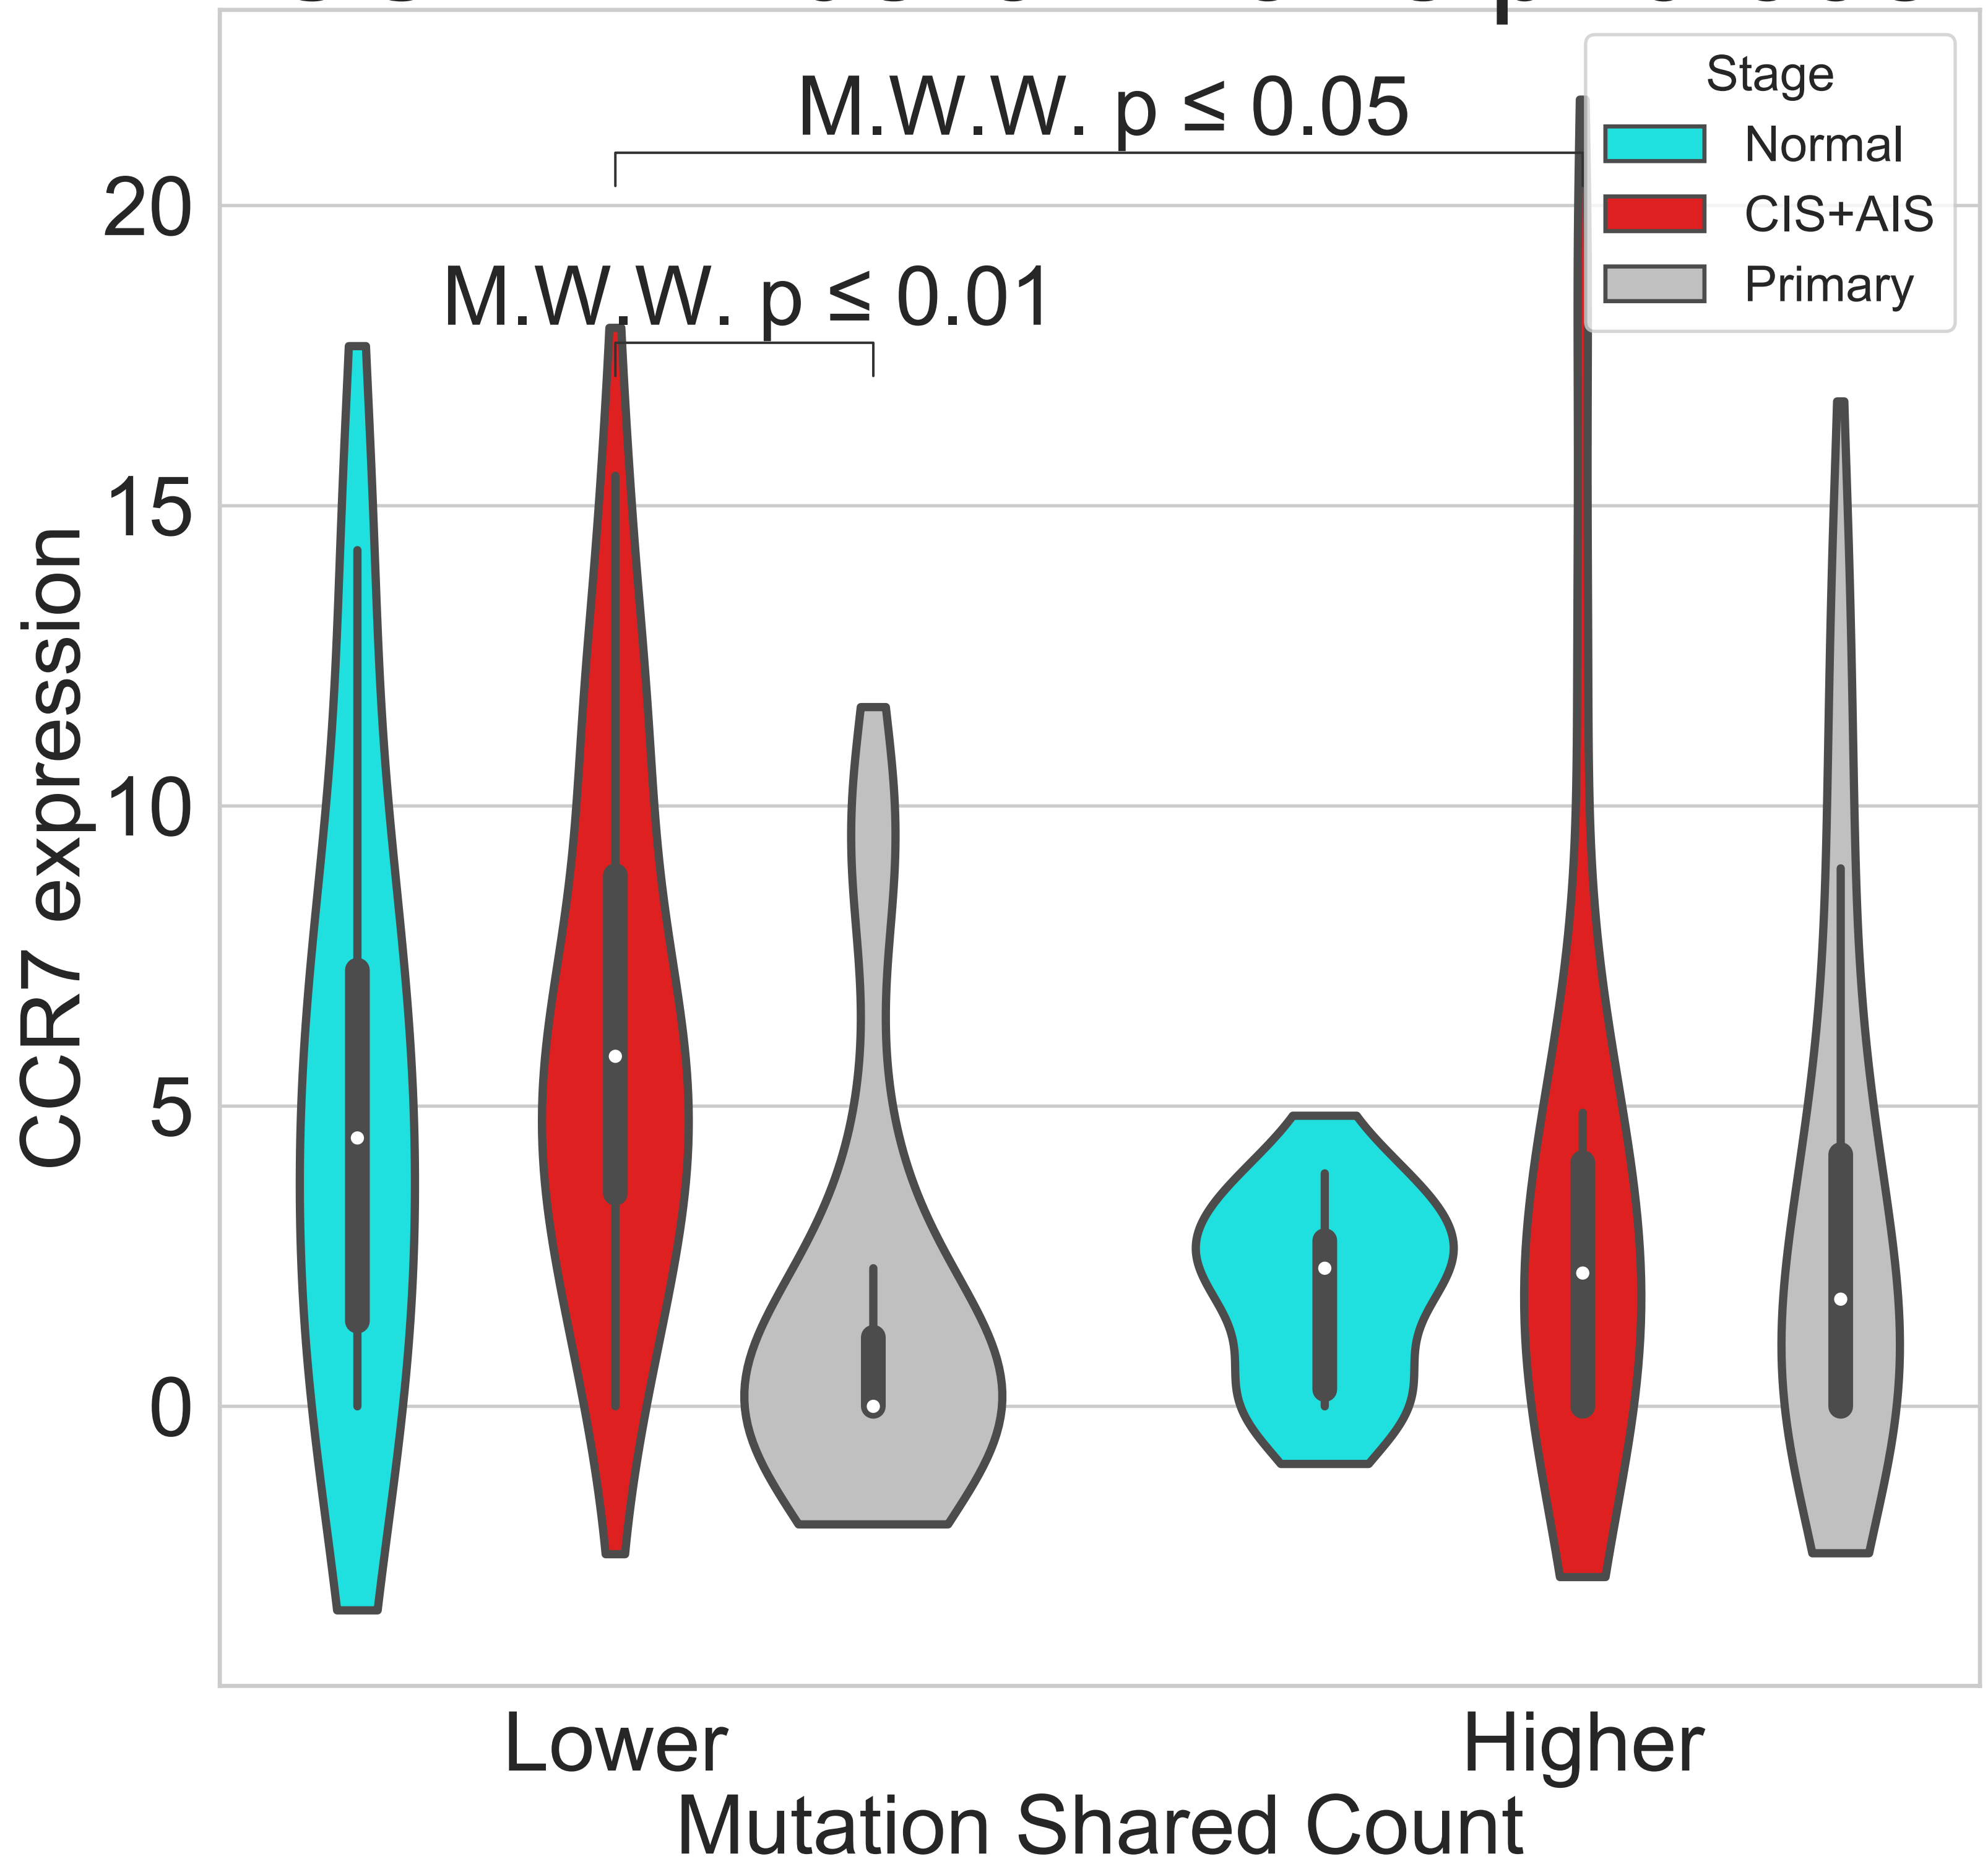 M.W.W. p ≤ 0.05
M.W.W. p ≤ 0.01
Stage
Normal
CIS+AIS
Primary
20
15
10
5
0
CCR7 expression
Lower
Higher
Mutation Shared Count